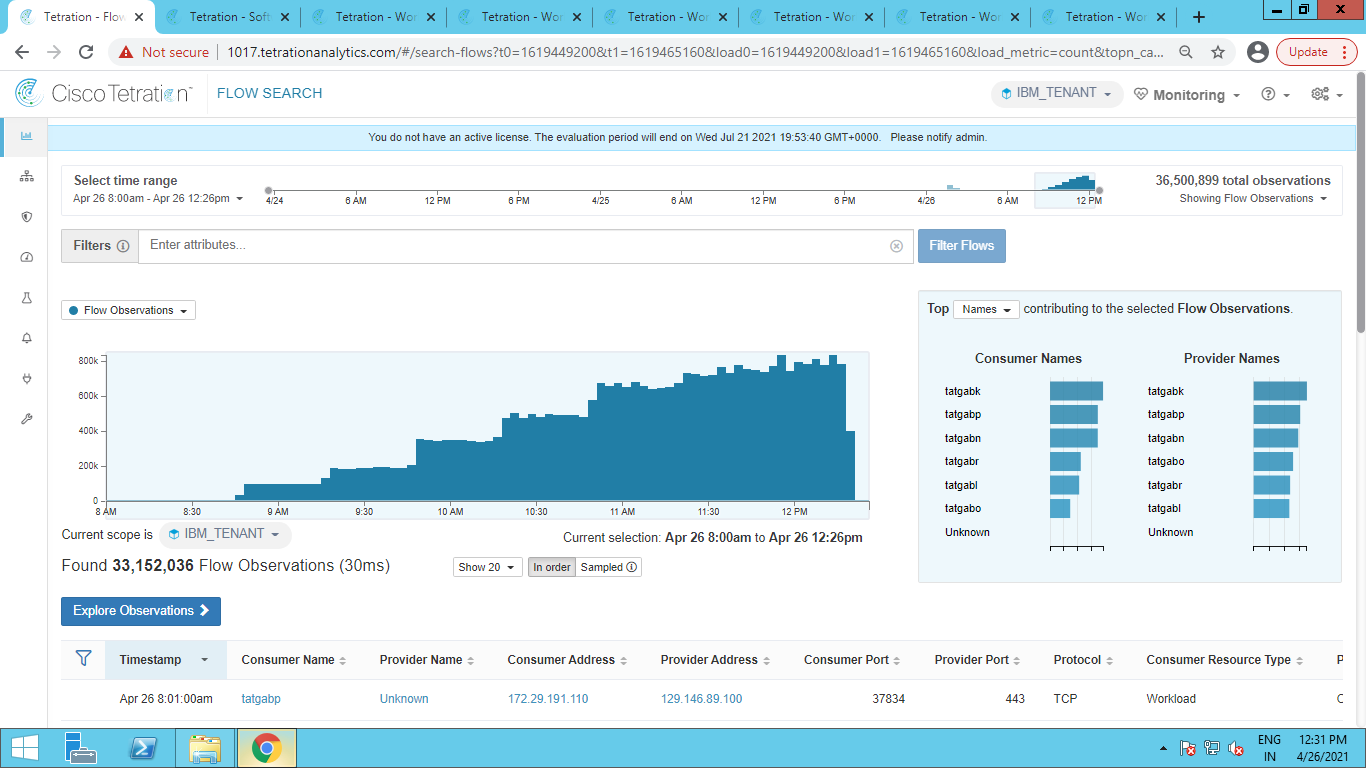 Tetration - Flow
Tetration - Soft
Tetration - Wor
Tetration - Wor
Tetration - Wor
Tetration - Wor
Tetration - Wor
Tetration - Wor
Not secure
1017.tetrationanalytics.com/#/search-flows?t0=1619449200&t1=1619465160&load0=1619449200&load1=1619465160&load_metric=count&topn_ca...
Update
Cisco Tetration™
FLOW SEARCH
IBM_TENANT
Monitoring
You do not have an active license. The evaluation period will end on Wed Jul 21 2021 19:53:40 GMT+0000. Please notify admin.
Select time range
Apr 26 8:00am - Apr 26 12:26pm
4/24 6 AM 12 PM 6 PM 4/25 6 AM 12 PM 6 PM 4/26 6 AM 12 PM
36,500,899 total observations
Showing Flow Observations
Filters
Enter attributes...
Filter Flows
Flow Observations
800k
600k
400k
200k
0
8 AM 8:30 9 AM 9:30 10 AM 10:30 11 AM 11:30 12 PM
Top Names contributing to the selected Flow Observations.
Consumer Names
tatgabk
tatgabp
tatgabn
tatgabr
tatgabl
tatgabo
Unknown
Provider Names
tatgabk
tatgabp
tatgabn
tatgabo
tatgabr
tatgabl
Unknown
Current scope is IBM_TENANT
Current selection: Apr 26 8:00am to Apr 26 12:26pm
Found 33,152,036 Flow Observations (30ms)
Show 20
In order
Sampled
Explore Observations
Timestamp Consumer Name Provider Name Consumer Address Provider Address Consumer Port Provider Port Protocol Consumer Resource Type P
Apr 26 8:01:00am tatgabp Unknown 172.29.191.110 129.146.89.100 37834 443 TCP Workload
ENG
IN
12:31 PM
4/26/2021